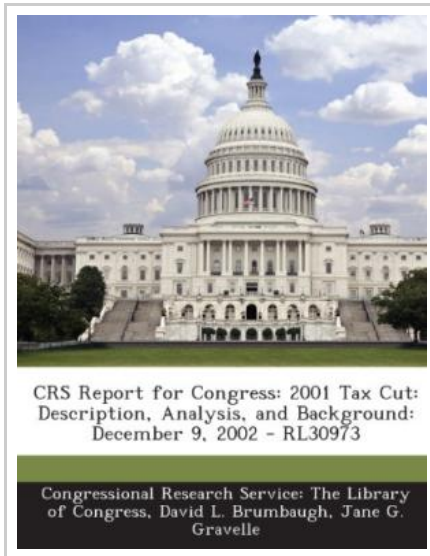 CRS Report for Congress: 2001 Tax Cut:
Description, Analysis, and Background:
December 9, 2002 - RL30973
Congressional Research Service: The Library
of Congress, David L. Brumbaugh, Jane G.
Gravelle